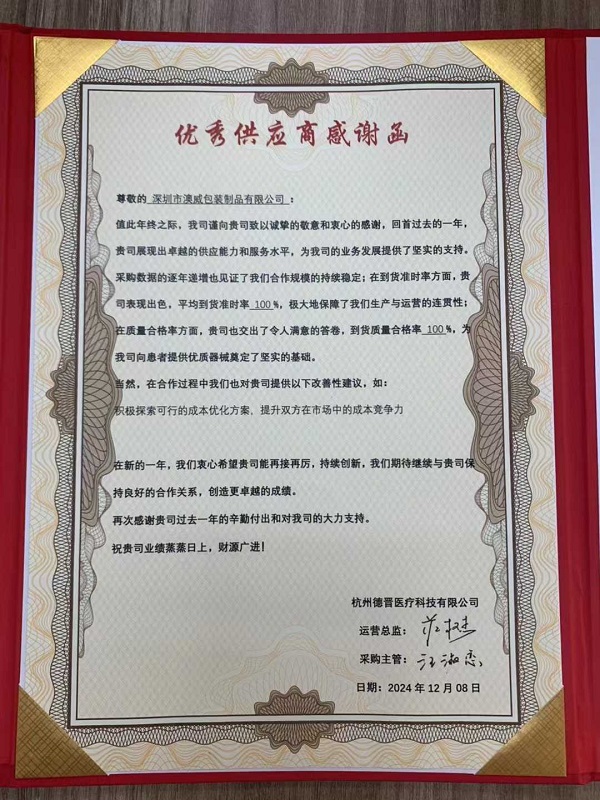 优秀供应商感谢函
尊敬的 深圳市澳威包装制品有限公司 ：
值此年终之际，我司谨向贵司致以诚挚的敬意和衷心的感谢，回首过去的一年，
贵司展现出卓越的供应能力和服务水平，为我司的业务发展提供了坚实的支持。
采购数据的逐年递增也见证了我们合作规模的持续稳定；在到货准时率方面，贵
司表现出色，平均到货准时率 100 %，极大地保障了我们生产与运营的连贯性；
在质量合格率方面，贵司也交出了令人满意的答卷，到货质量合格率 100 %，为
我司向患者提供优质器械奠定了坚实的基础。
当然，在合作过程中我们也对贵司提供以下改善性建议，如：
积极探索可行的成本优化方案，提升双方在市场中的成本竞争力
在新的一年，我们衷心希望贵司能再接再厉，持续创新，我们期待继续与贵司保
持良好的合作关系，创造更卓越的成绩。
再次感谢贵司过去一年的辛勤付出和对我司的大力支持。
祝贵司业绩蒸蒸日上，财源广进！
杭州德晋医疗科技有限公司
运营总监：
采购主管：汪淑恋
日期：2024 年 12 月 08 日